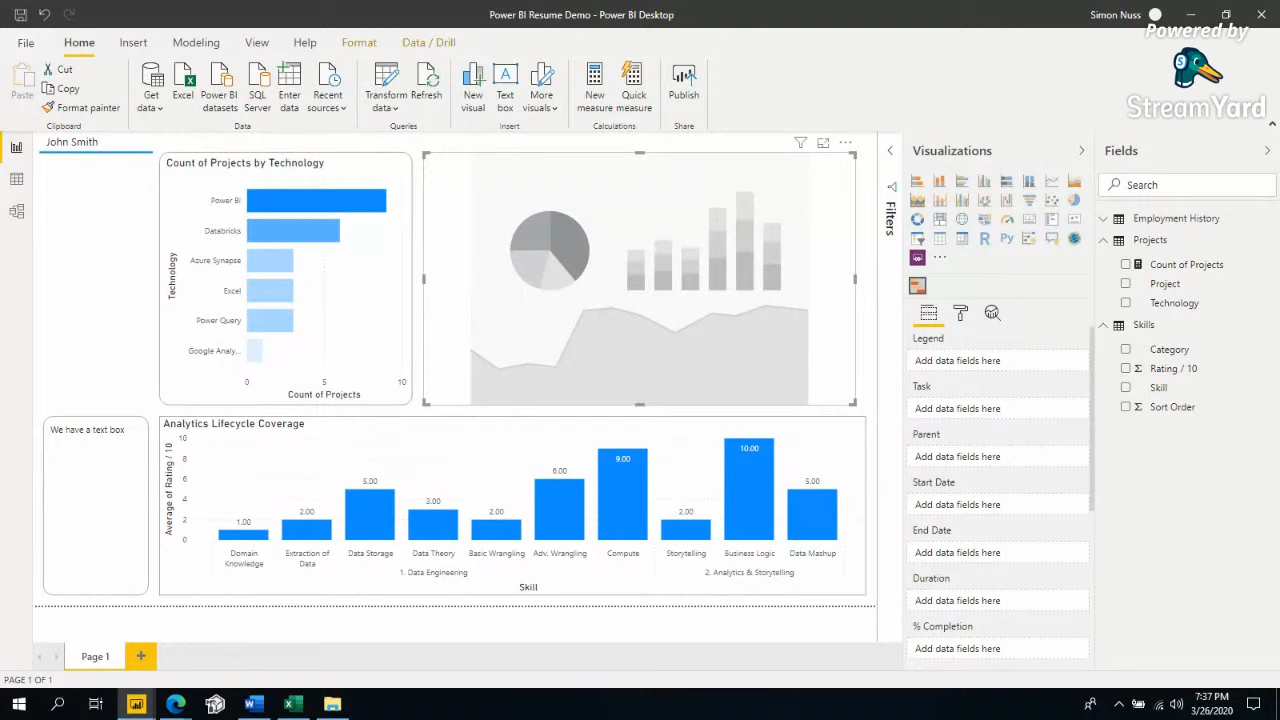 Power BI Resume Demo - Power BI Desktop
Simon Nuss
Powered by
StreamYard
File Home Insert Modeling View Help Format Data / Drill
Paste
Cut
Copy
Format painter
Clipboard
Get data
Excel
Power BI datasets
SQL Server
Enter data
Recent sources
Data
Transform data
Refresh
Queries
New visual
Text box
More visuals
Insert
New measure
Quick measure
Calculations
Publish
Share
John Smith
Count of Projects by Technology
Technology
Power BI
Databricks
Azure Synapse
Excel
Power Query
Google Analy...
0 5 10
Count of Projects
We have a text box
Analytics Lifecycle Coverage
Average of Rating / 10
10
8
6
4
2
0
1.00 2.00 5.00 3.00 2.00 6.00 9.00 2.00 10.00 5.00
Domain Knowledge
Extraction of Data
Data Storage
Data Theory
Basic Wrangling
Adv. Wrangling
Compute
Storytelling
Business Logic
Data Mashup
1. Data Engineering
2. Analytics & Storytelling
Skill
Filters
Visualizations
R
Py
Legend
Add data fields here
Task
Add data fields here
Parent
Add data fields here
Start Date
Add data fields here
End Date
Add data fields here
Duration
Add data fields here
% Completion
Add data fields here
Fields
Search
Employment History
Projects
Count of Projects
Project
Technology
Skills
Category
Σ Rating / 10
Skill
Σ Sort Order
Page 1
PAGE 1 OF 1
7:37 PM
3/26/2020